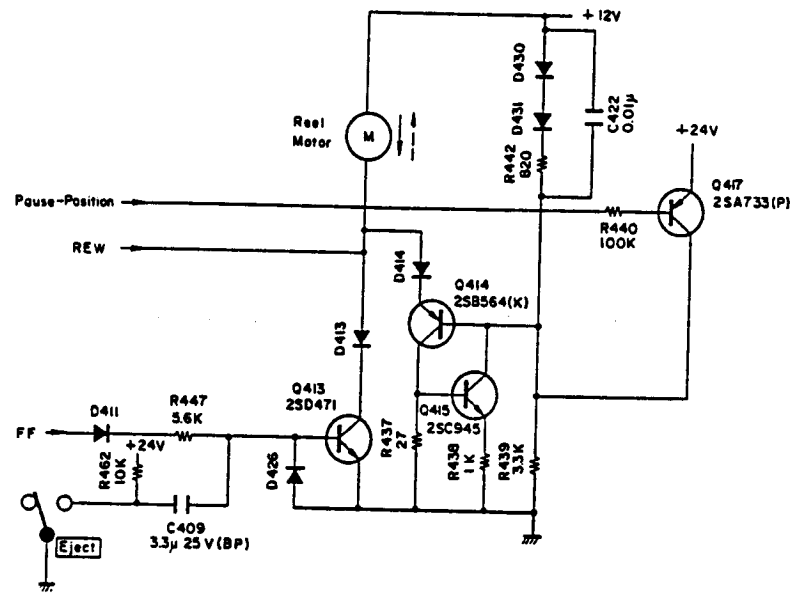 +12V
D430
D431
C422
0.01μ
R442
820
Reel
Motor
M
+24V
Q417
2SA733(P)
Pause-Position
R440
100K
REW
D414
Q414
2SB564(K)
D413
Q413
2SD471
Q415
2SC945
R437
27
R438
1K
R439
3.3K
D411
R447
5.6K
FF
+24V
R462
10K
D426
C409
3.3μ 25V(BP)
Eject